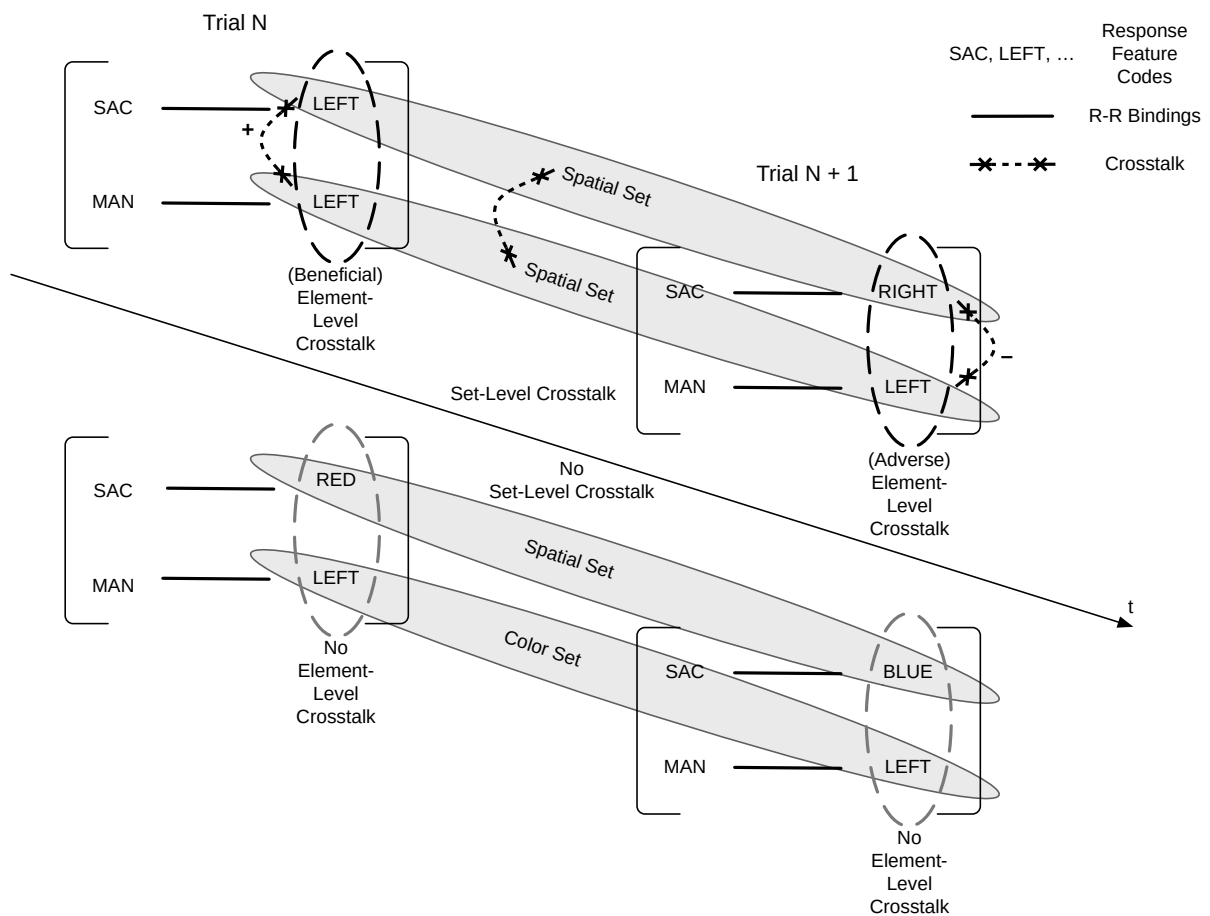 Trial N
SAC, LEFT, …
Response
Feature
Codes
R-R Bindings
Crosstalk
SAC
LEFT
+
MAN
LEFT
(Beneficial)
Element-
Level
Crosstalk
Spatial Set
Spatial Set
Trial N + 1
SAC
RIGHT
–
MAN
LEFT
(Adverse)
Element-
Level
Crosstalk
Set-Level Crosstalk
No
Set-Level Crosstalk
t
SAC
RED
MAN
LEFT
No
Element-
Level
Crosstalk
Spatial Set
Color Set
SAC
BLUE
MAN
LEFT
No
Element-
Level
Crosstalk